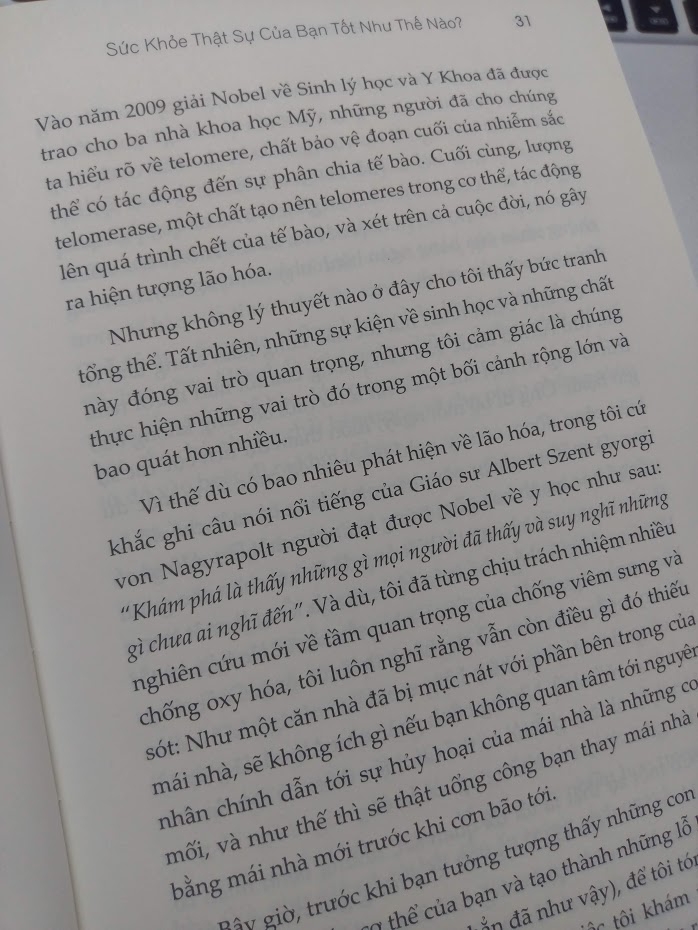 Sức Khỏe Thật Sự Của Bạn Tốt Như Thế Nào? 31
Vào năm 2009 giải Nobel về Sinh lý học và Y Khoa đã được
trao cho ba nhà khoa học Mỹ, những người đã cho chúng
ta hiểu rõ về telomere, chất bảo vệ đoạn cuối của nhiễm sắc
thể có tác động đến sự phân chia tế bào. Cuối cùng, lượng
telomerase, một chất tạo nên telomeres trong cơ thể, tác động
lên quá trình chết của tế bào, và xét trên cả cuộc đời, nó gây
ra hiện tượng lão hóa.
Nhưng không lý thuyết nào ở đây cho tôi thấy bức tranh
tổng thể. Tất nhiên, những sự kiện về sinh học và những chất
này đóng vai trò quan trọng, nhưng tôi cảm giác là chúng
thực hiện những vai trò đó trong một bối cảnh rộng lớn và
bao quát hơn nhiều.
Vì thế dù có bao nhiêu phát hiện về lão hóa, trong tôi cứ
khắc ghi câu nói nổi tiếng của Giáo sư Albert Szent gyorgi
von Nagyrapolt người đạt được Nobel về y học như sau:
“Khám phá là thấy những gì mọi người đã thấy và suy nghĩ những
gì chưa ai nghĩ đến”. Và dù, tôi đã từng chịu trách nhiệm nhiều
nghiên cứu mới về tầm quan trọng của chống viêm sưng và
chống oxy hóa, tôi luôn nghĩ rằng vẫn còn điều gì đó thiếu
sót: Như một căn nhà đã bị mục nát với phần bên trong của
mái nhà, sẽ không ích gì nếu bạn không quan tâm tới nguyên
nhân chính dẫn tới sự hủy hoại của mái nhà là những co
mối, và như thế thì sẽ thật uổng công bạn thay mái nhà
bằng mái nhà mới trước khi cơn bão tới.
Bây giờ, trước khi bạn tưởng tượng thấy những con
cơ thể của bạn và tạo thành những lỗ
đã như vậy), để tôi tóm
tôi khám